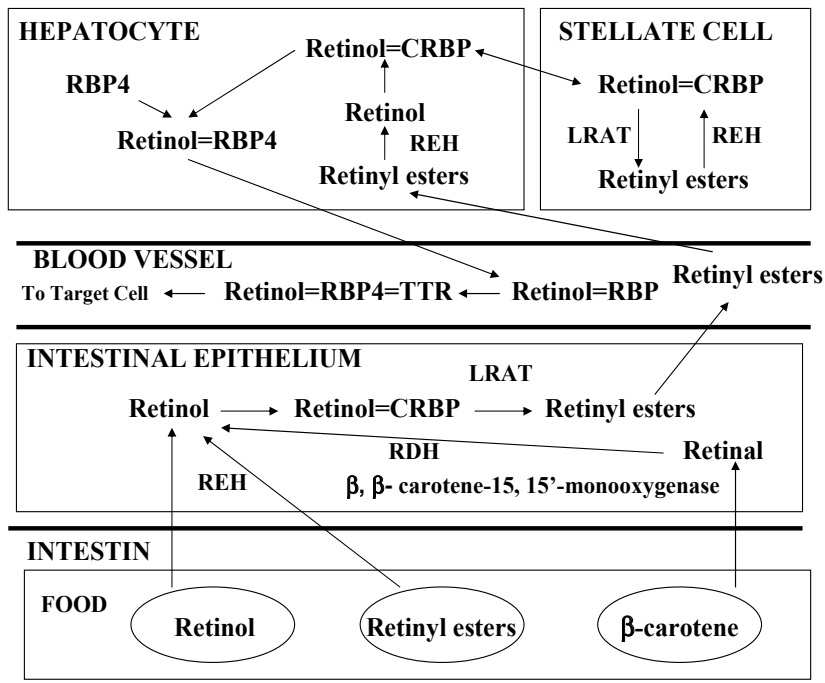 HEPATOCYTE
Retinol=CRBP
RBP4
Retinol
Retinol=RBP4
REH
Retinyl esters
STELLATE CELL
Retinol=CRBP
LRAT
REH
Retinyl esters
BLOOD VESSEL
Retinyl esters
To Target Cell
Retinol=RBP4=TTR
Retinol=RBP
INTESTINAL EPITHELIUM
LRAT
Retinol
Retinol=CRBP
Retinyl esters
RDH
Retinal
REH
β, β- carotene-15, 15’-monooxygenase
INTESTIN
FOOD
Retinol
Retinyl esters
β-carotene